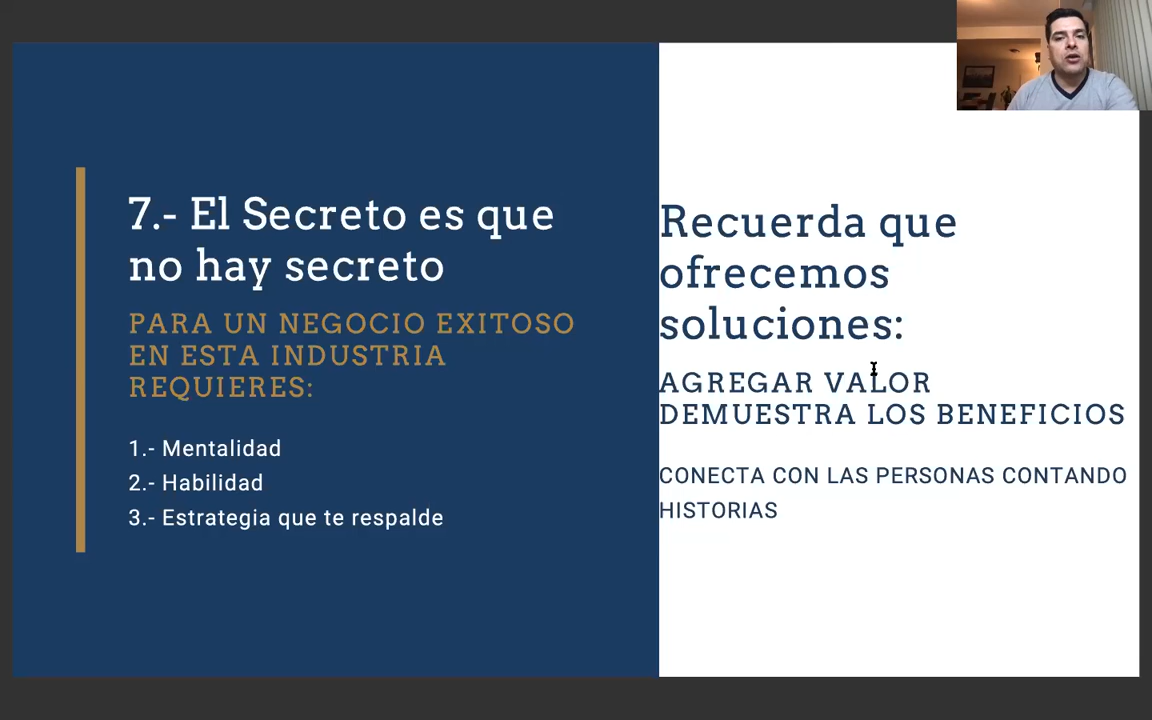 7.- El Secreto es que
no hay secreto
PARA UN NEGOCIO EXITOSO
EN ESTA INDUSTRIA
REQUIERES:
1.- Mentalidad
2.- Habilidad
3.- Estrategia que te respalde
Recuerda que
ofrecemos
soluciones:
AGREGAR VALOR
DEMUESTRA LOS BENEFICIOS
CONECTA CON LAS PERSONAS CONTANDO
HISTORIAS